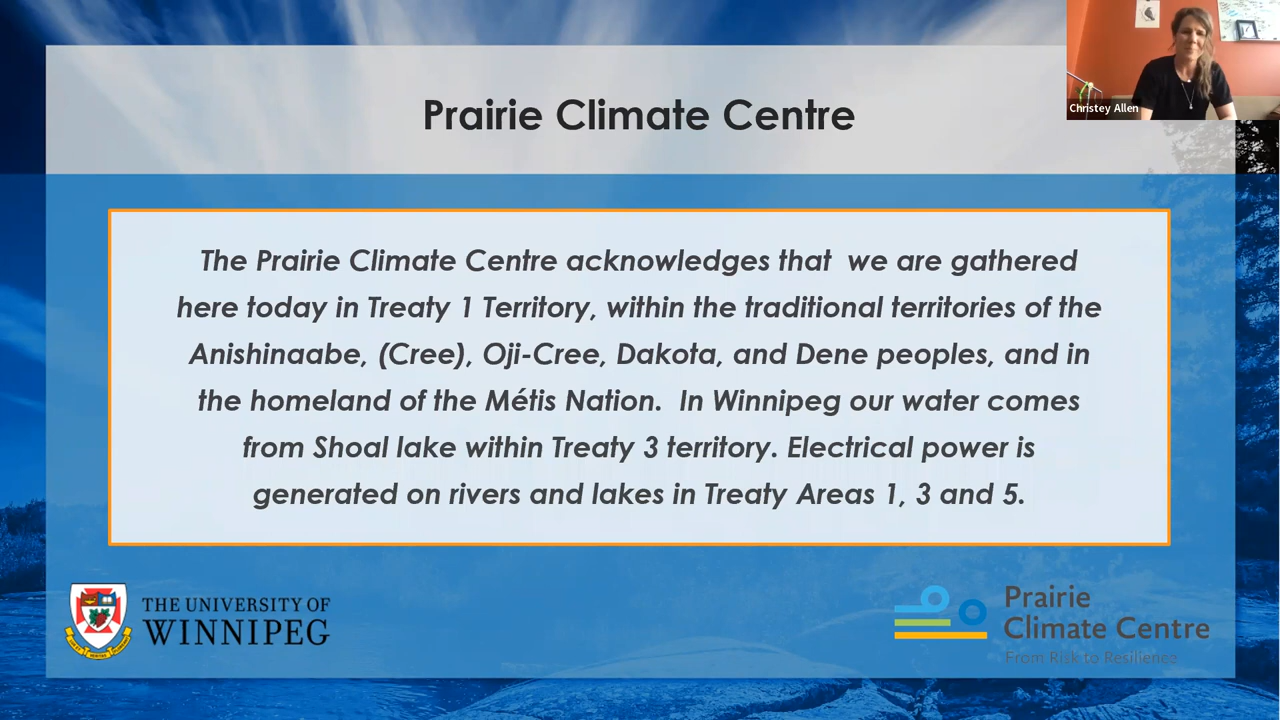 Prairie Climate Centre
Christey Allen
The Prairie Climate Centre acknowledges that  we are gathered
here today in Treaty 1 Territory, within the traditional territories of the
Anishinaabe, (Cree), Oji-Cree, Dakota, and Dene peoples, and in
the homeland of the Métis Nation.  In Winnipeg our water comes
from Shoal lake within Treaty 3 territory. Electrical power is
generated on rivers and lakes in Treaty Areas 1, 3 and 5.
THE UNIVERSITY OF
WINNIPEG
Prairie
Climate Centre
From Risk to Resilience